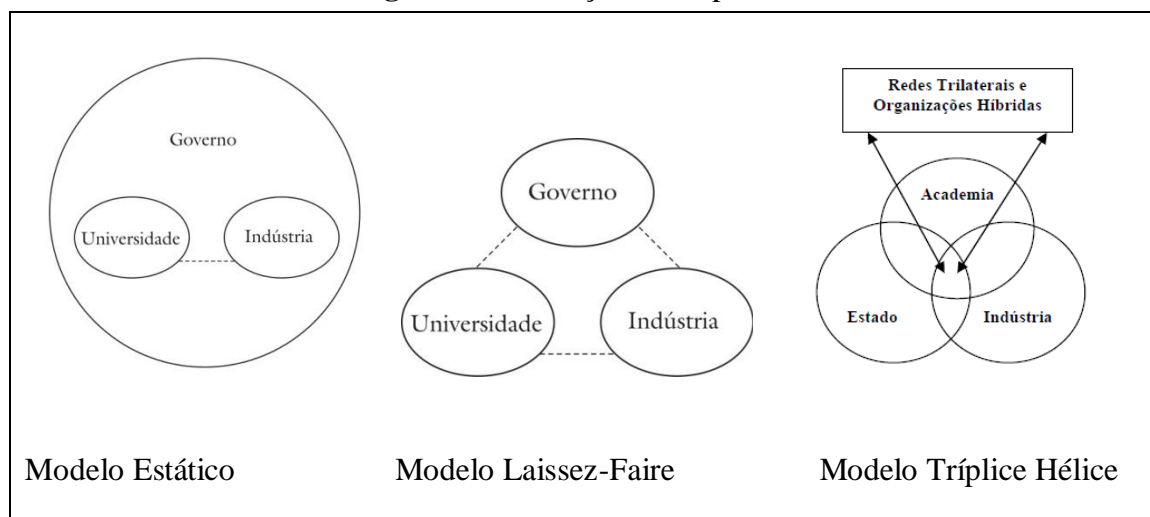 Governo
Universidade
Indústria
Governo
Universidade
Indústria
Redes Trilaterais e
Organizações Híbridas
Academia
Estado
Indústria
Modelo Estático
Modelo Laissez-Faire
Modelo Tríplice Hélice